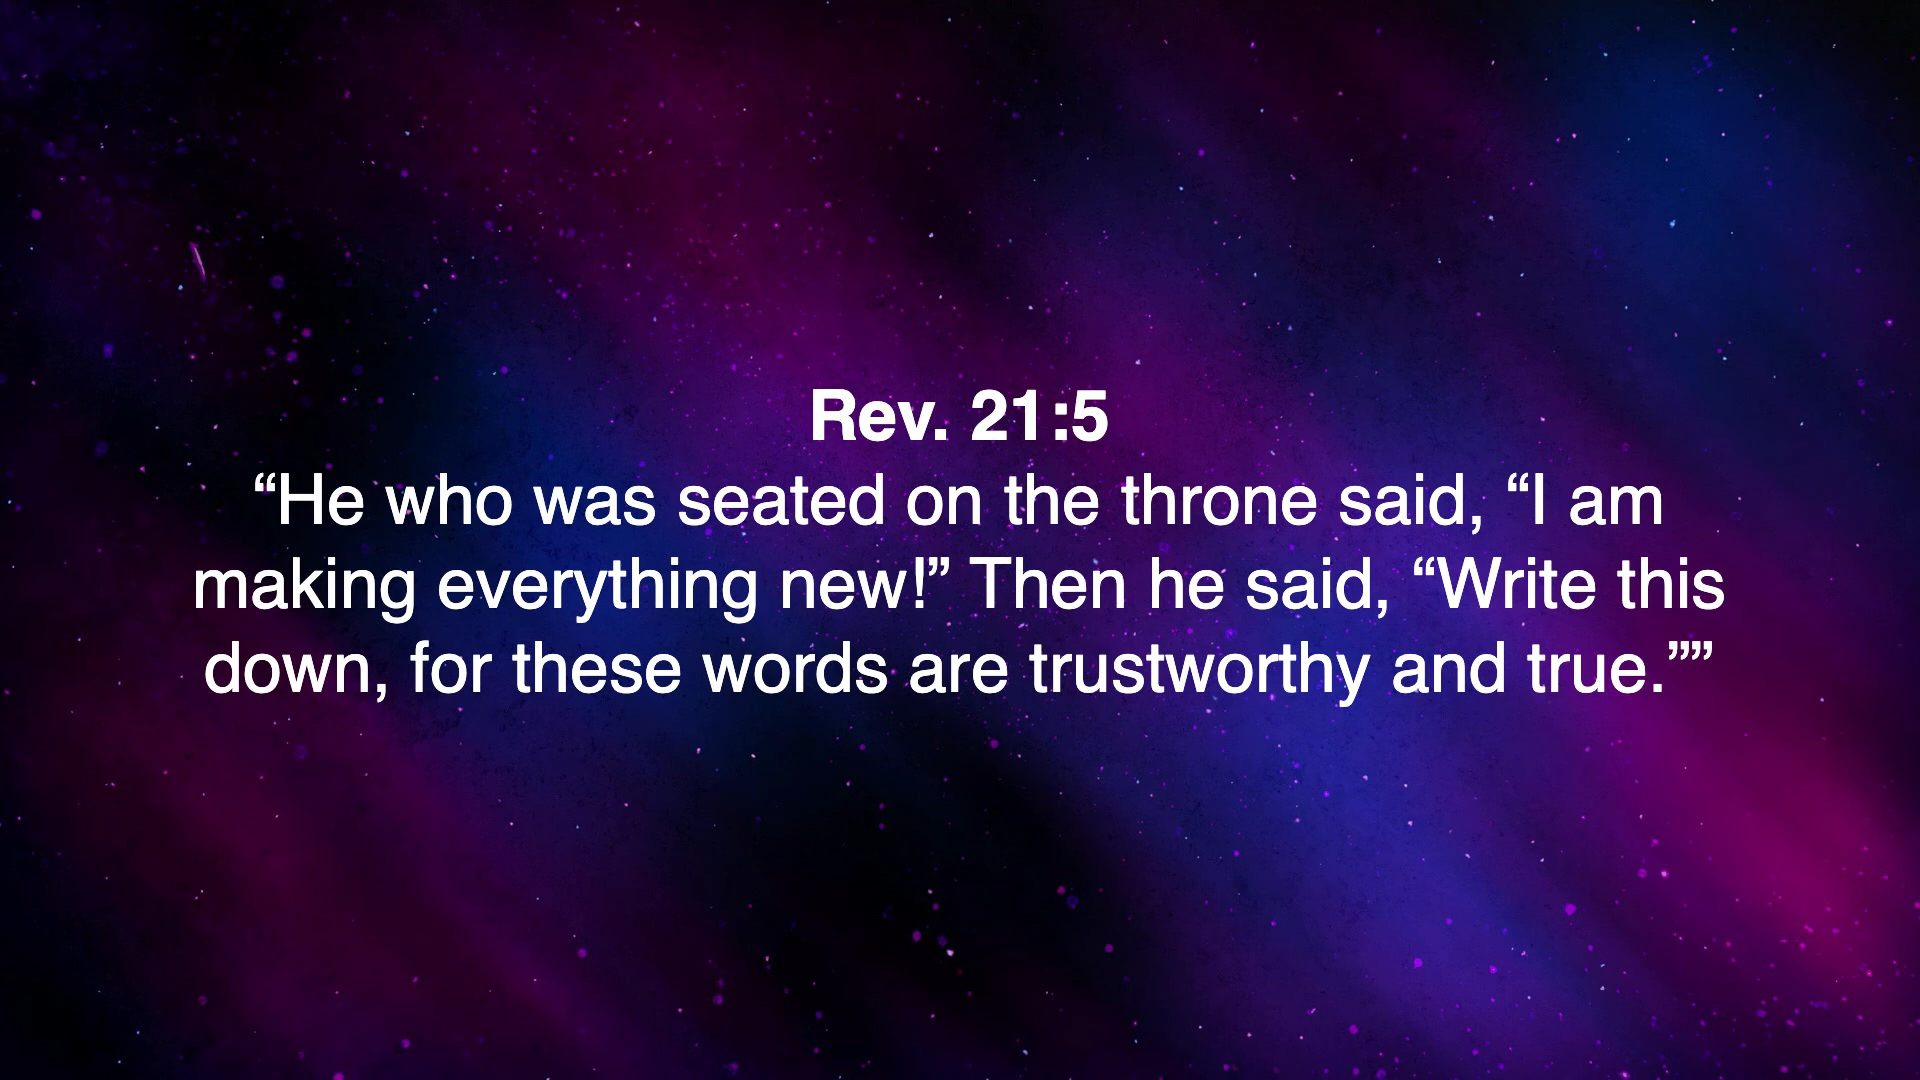 Rev. 21:5
“He who was seated on the throne said, “I am
making everything new!” Then he said, “Write this
down, for these words are trustworthy and true.””